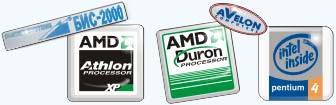 БИС-2000
AMD
Athlon
PROCESSOR
XP
AMD
Duron
PROCESSOR
AVELON
intel
inside
pentium 4